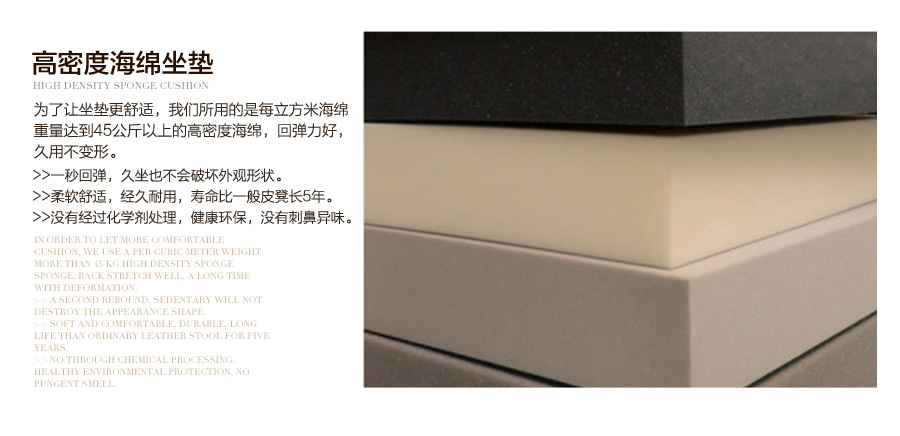 高密度海绵坐垫
HIGH DENSITY SPONGE CUSHION
为了让坐垫更舒适，我们所用的是每立方米海绵
重量达到45公斤以上的高密度海绵，回弹力好，
久用不变形。
>>一秒回弹，久坐也不会破坏外观形状。
>>柔软舒适，经久耐用，寿命比一般皮凳长5年。
>>没有经过化学剂处理，健康环保，没有刺鼻异味。
IN ORDER TO LET MORE COMFORTABLE
CUSHION, WE USE A PER CUBIC METER WEIGHT
MORE THAN 45 KG HIGH DENSITY SPONGE
SPONGE, BACK STRETCH WELL, A LONG TIME
WITH DEFORMATION.
> > A SECOND REBOUND, SEDENTARY WILL NOT
DESTROY THE APPEARANCE SHAPE.
> > SOFT AND COMFORTABLE, DURABLE, LONG
LIFE THAN ORDINARY LEATHER STOOL FOR FIVE
YEARS.
> > NO THROUGH CHEMICAL PROCESSING,
HEALTHY ENVIRONMENTAL PROTECTION, NO
PUNGENT SMELL.